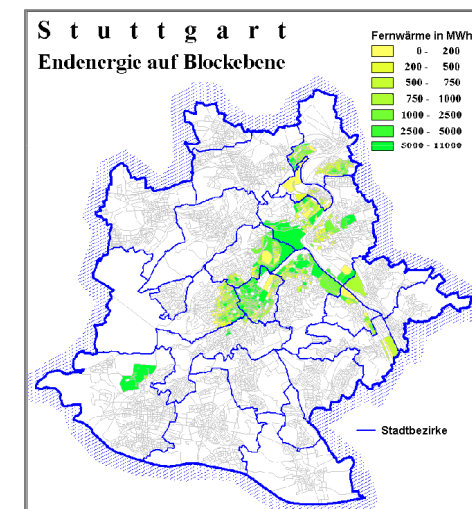 S t u t t g a r t
Endenergie auf Blockebene
Fernwärme in MWh
0 - 200
200 - 500
500 - 750
750 - 1000
1000 - 2500
2500 - 5000
5000 - 11000
Stadtbezirke